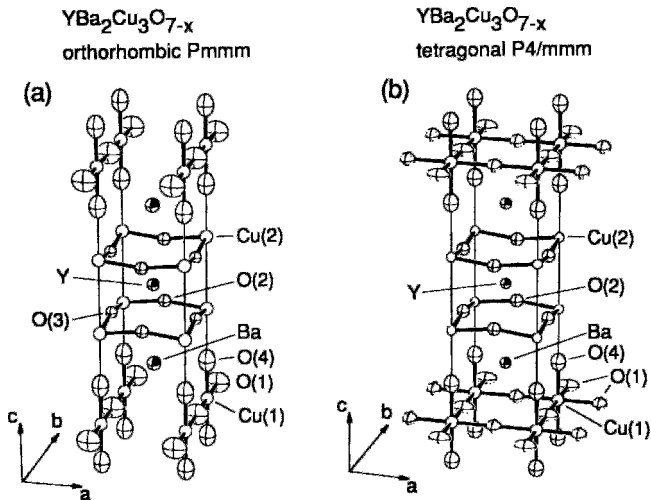 YBa2Cu3O7-x
orthorhombic Pmmm
(a)
Cu(2)
Y
O(2)
O(3)
Ba
O(4)
O(1)
Cu(1)
c
b
a
YBa2Cu3O7-x
tetragonal P4/mmm
(b)
Cu(2)
Y
O(2)
Ba
O(4)
O(1)
Cu(1)
c
b
a